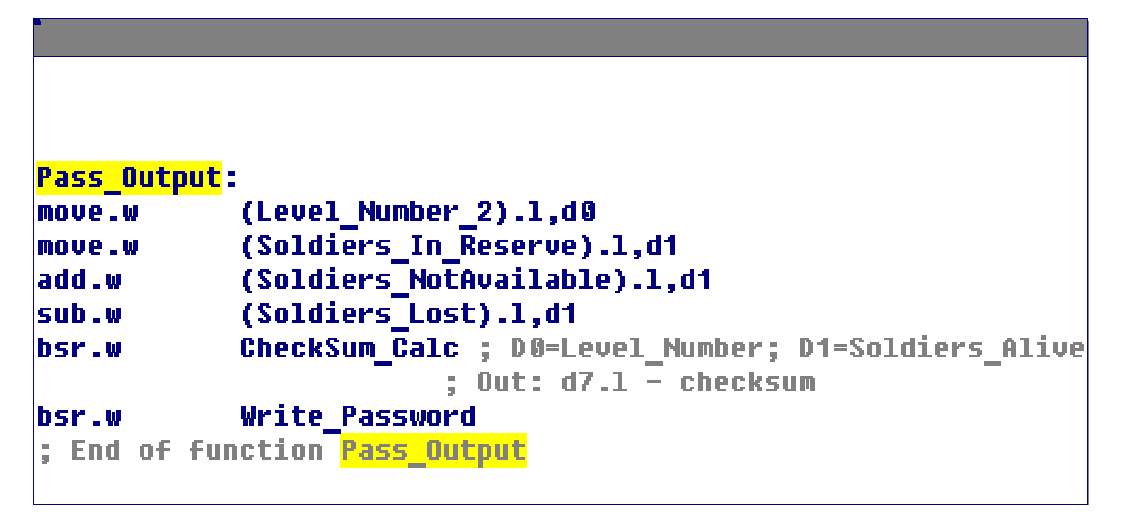 Pass_Output:
move.w (Level_Number_2).l,d0
move.w (Soldiers_In_Reserve).l,d1
add.w (Soldiers_NotAvailable).l,d1
sub.w (Soldiers_Lost).l,d1
bsr.w CheckSum_Calc ; D0=Level_Number; D1=Soldiers_Alive
; Out: d7.l - checksum
bsr.w Write_Password
; End of function Pass_Output